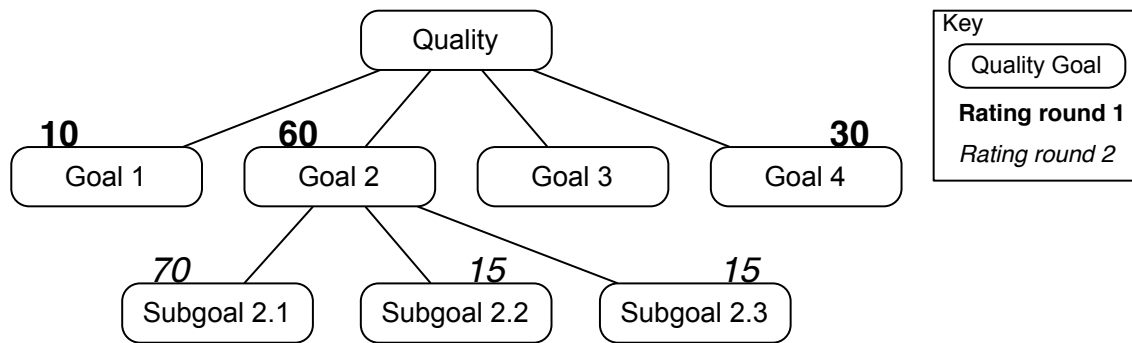 Quality
10
60
30
Goal 1
Goal 2
Goal 3
Goal 4
70
15
15
Subgoal 2.1
Subgoal 2.2
Subgoal 2.3
Key
Quality Goal
Rating round 1
Rating round 2